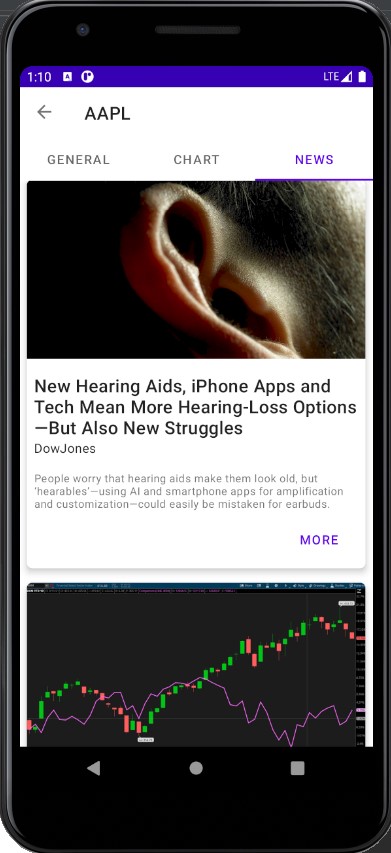 1:10
LTE
AAPL
GENERAL CHART NEWS
New Hearing Aids, iPhone Apps and
Tech Mean More Hearing-Loss Options
—But Also New Struggles
DowJones
People worry that hearing aids make them look old, but
‘hearables’—using AI and smartphone apps for amplification
and customization—could easily be mistaken for earbuds.
MORE